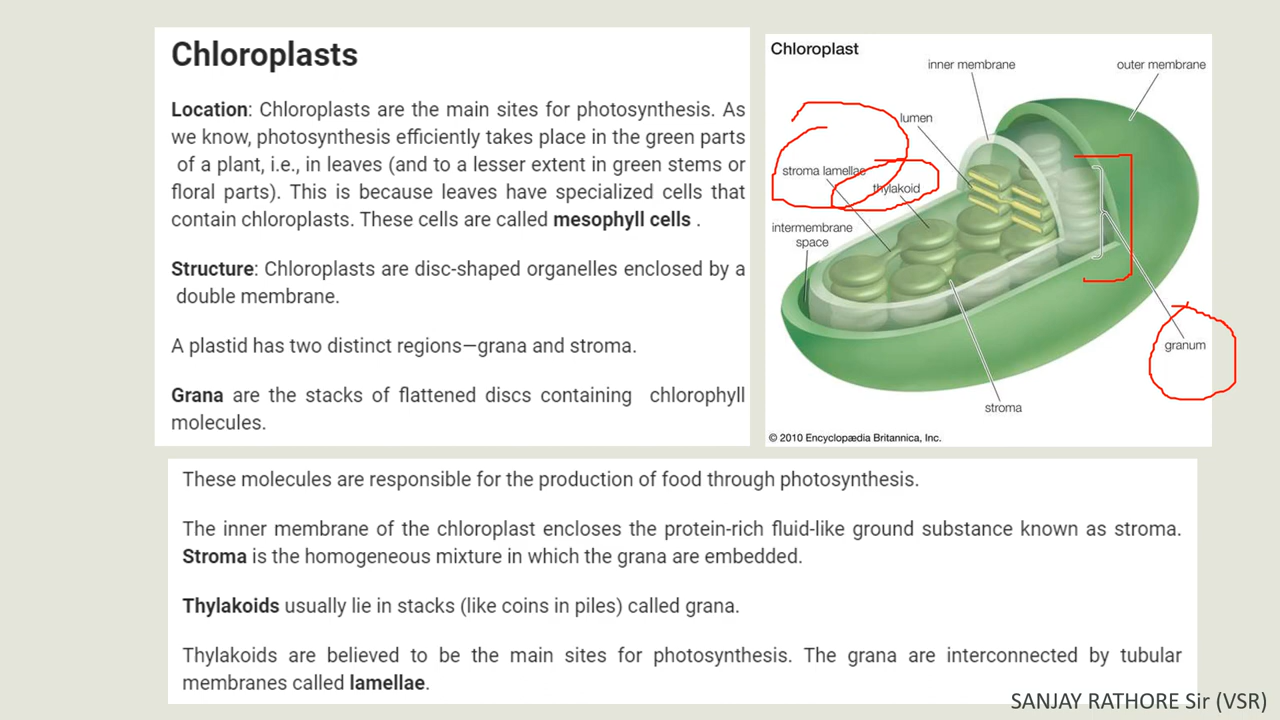 Chloroplasts
Location: Chloroplasts are the main sites for photosynthesis. As
we know, photosynthesis efficiently takes place in the green parts
of a plant, i.e., in leaves (and to a lesser extent in green stems or
floral parts). This is because leaves have specialized cells that
contain chloroplasts. These cells are called mesophyll cells .
Structure: Chloroplasts are disc-shaped organelles enclosed by a
double membrane.
A plastid has two distinct regions—grana and stroma.
Grana are the stacks of flattened discs containing chlorophyll
molecules.
Chloroplast
inner membrane
outer membrane
lumen
stroma lamellae
thylakoid
intermembrane
space
granum
stroma
© 2010 Encyclopædia Britannica, Inc.
These molecules are responsible for the production of food through photosynthesis.
The inner membrane of the chloroplast encloses the protein-rich fluid-like ground substance known as stroma.
Stroma is the homogeneous mixture in which the grana are embedded.
Thylakoids usually lie in stacks (like coins in piles) called grana.
Thylakoids are believed to be the main sites for photosynthesis. The grana are interconnected by tubular
membranes called lamellae.
SANJAY RATHORE Sir (VSR)